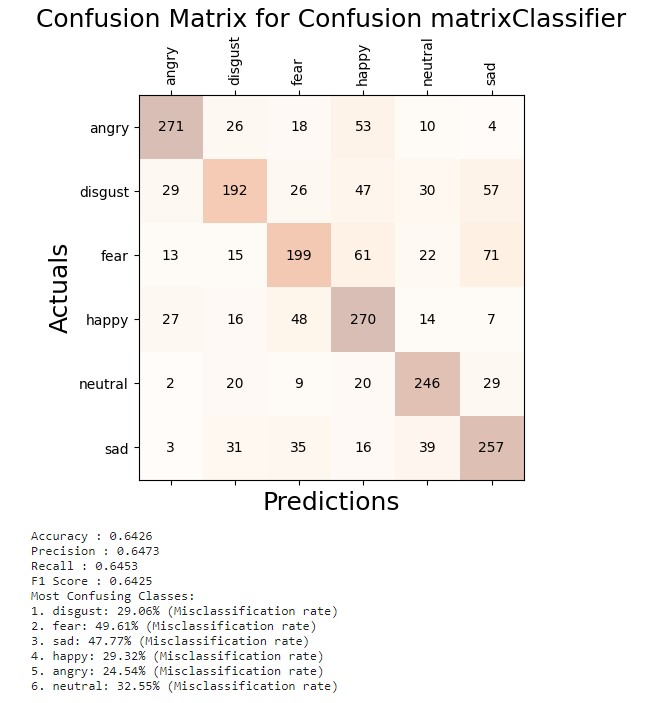 Confusion Matrix for Confusion matrixClassifier
angry disgust fear happy neutral sad
angry 271 26 18 53 10 4
disgust 29 192 26 47 30 57
fear 13 15 199 61 22 71
happy 27 16 48 270 14 7
neutral 2 20 9 20 246 29
sad 3 31 35 16 39 257
Actuals
Predictions
Accuracy : 0.6426
Precision : 0.6473
Recall : 0.6453
F1 Score : 0.6425
Most Confusing Classes:
1. disgust: 29.06% (Misclassification rate)
2. fear: 49.61% (Misclassification rate)
3. sad: 47.77% (Misclassification rate)
4. happy: 29.32% (Misclassification rate)
5. angry: 24.54% (Misclassification rate)
6. neutral: 32.55% (Misclassification rate)